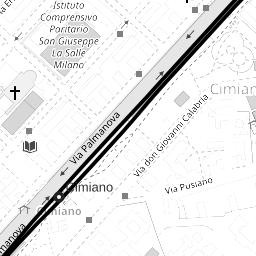 Istituto
Comprensivo
Paritario
San Giuseppe
La Salle
Milano
Cimiano
Via Palmanova
Via don Giovanni Calabria
Via Pusiano
Cimiano
Cimiano